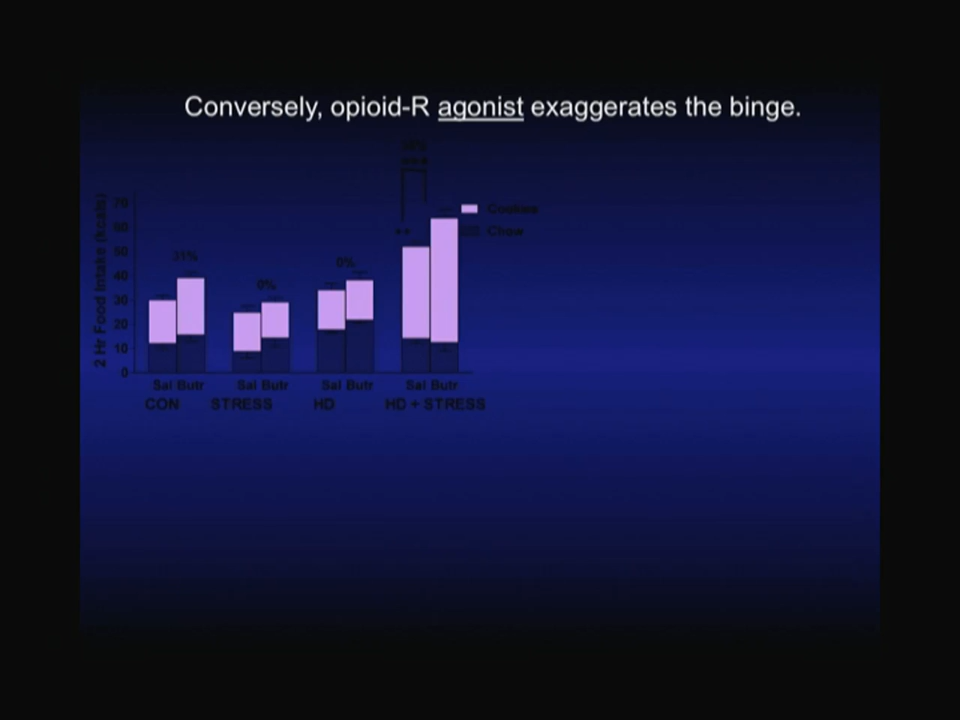 Conversely, opioid-R agonist exaggerates the binge.
***
70
60
50
40
30
20
10
0
2 Hr Food Intake (kcals)
31%
0%
0%
**
Cookies
Chow
Sal Butr Sal Butr Sal Butr Sal Butr
CON STRESS HD HD + STRESS